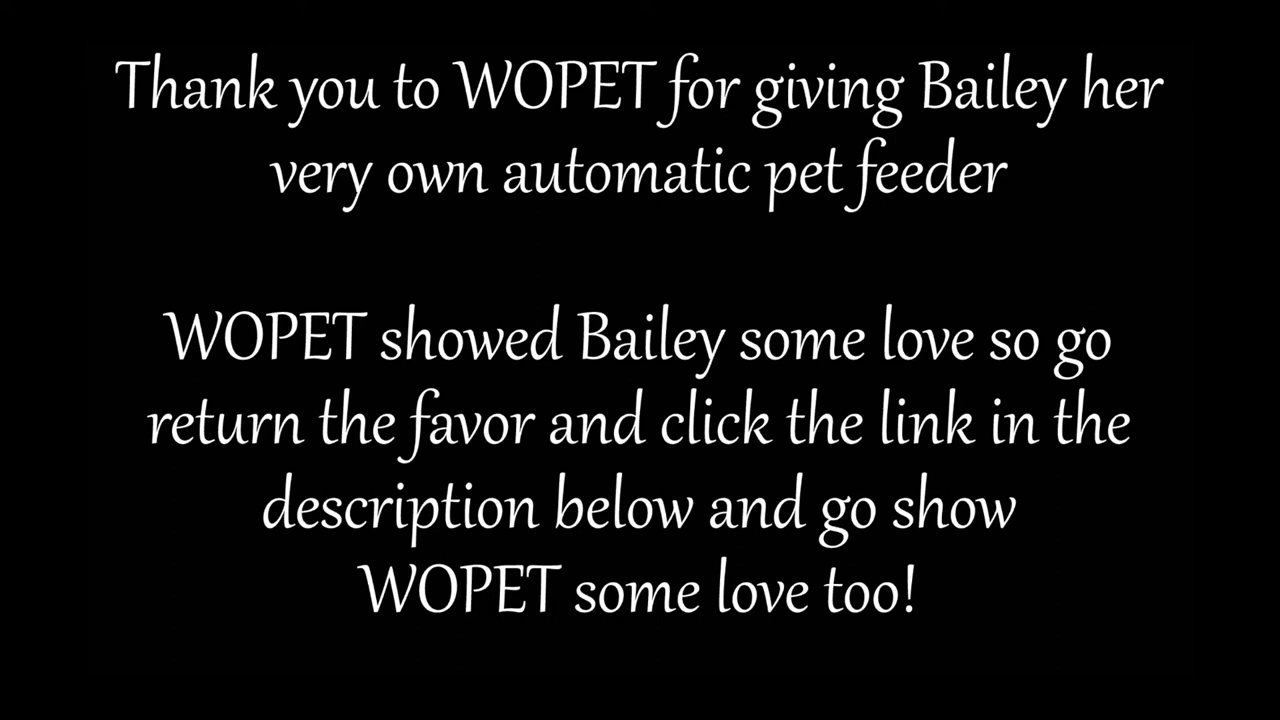 Thank you to WOPET for giving Bailey her
very own automatic pet feeder
WOPET showed Bailey some love so go
return the favor and click the link in the
description below and go show
WOPET some love too!